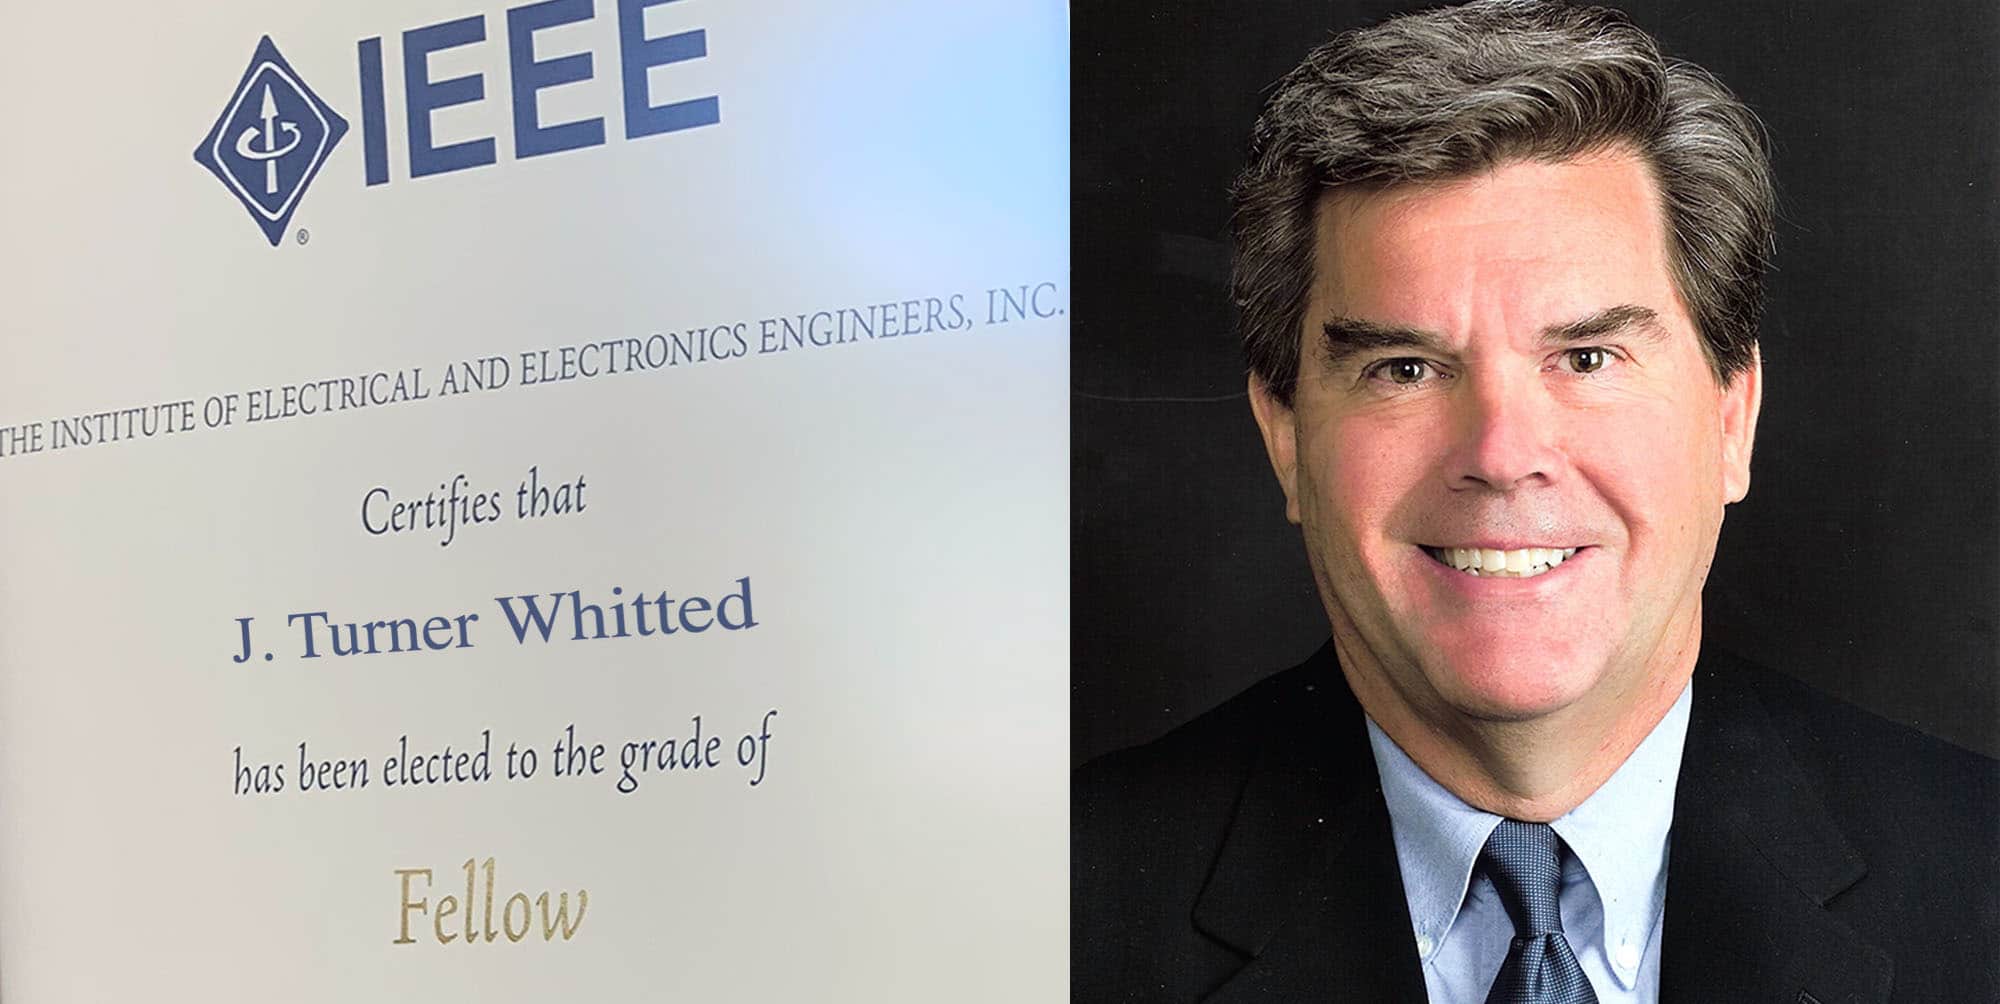 IEEE
®
THE INSTITUTE OF ELECTRICAL AND ELECTRONICS ENGINEERS, INC.
Certifies that
J. Turner Whitted
has been elected to the grade of
Fellow